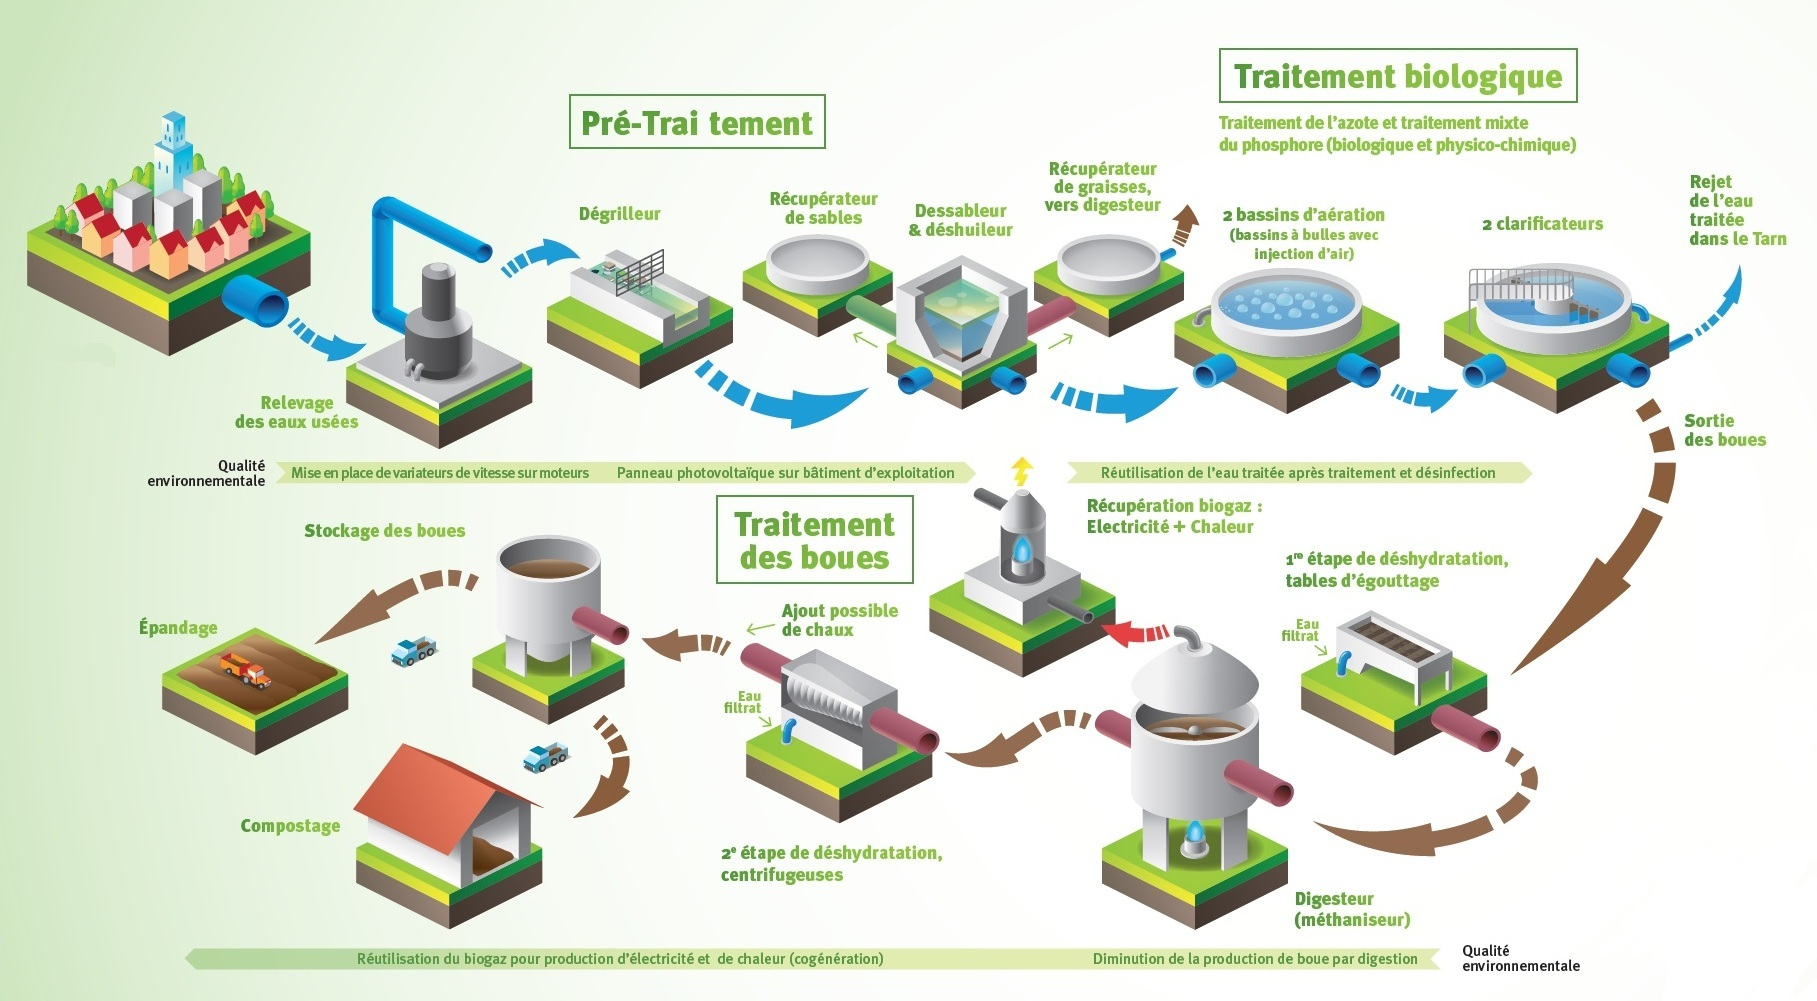 Pré-Trai tement
Traitement biologique
Traitement de l'azote et traitement mixte
du phosphore (biologique et physico-chimique)
Relevage
des eaux usées
Dégrilleur
Récupérateur
de sables
Dessableur
& déshuileur
Récupérateur
de graisses,
vers digesteur
2 bassins d'aération
(bassins à bulles avec
injection d'air)
2 clarificateurs
Rejet
de l'eau
traitée
dans le Tarn
Sortie
des boues
Qualité
environnementale
Mise en place de variateurs de vitesse sur moteurs
Panneau photovoltaïque sur bâtiment d'exploitation
Réutilisation de l'eau traitée après traitement et désinfection
Traitement
des boues
Récupération biogaz :
Electricité + Chaleur
1re étape de déshydratation,
tables d'égouttage
Eau
filtrat
Digesteur
(méthaniseur)
Ajout possible
de chaux
Eau
filtrat
2e étape de déshydratation,
centrifugeuses
Stockage des boues
Épandage
Compostage
Réutilisation du biogaz pour production d'électricité et de chaleur (cogénération)
Diminution de la production de boue par digestion
Qualité
environnementale